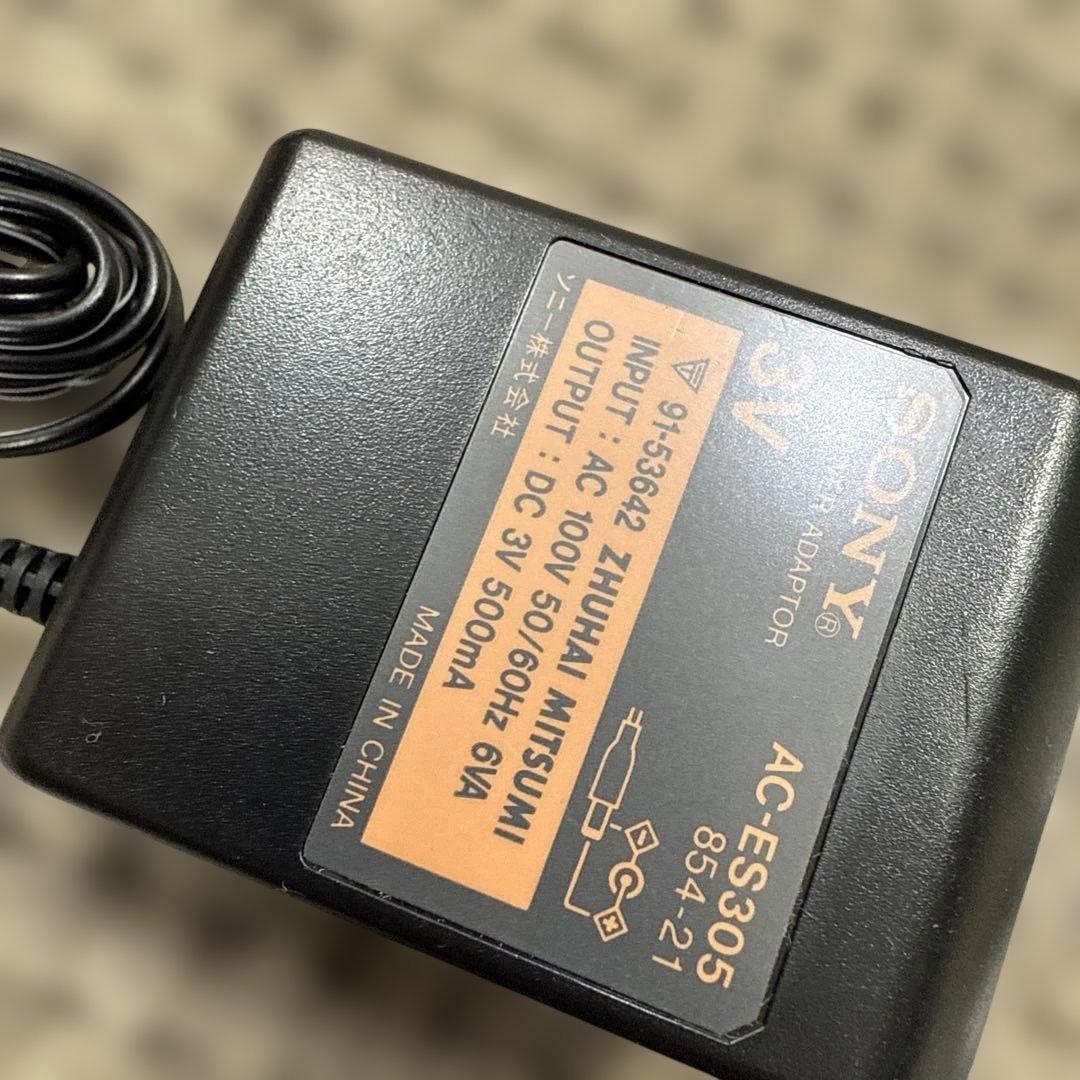 SONY®
AC-ES305
POWER ADAPTOR
854-21
3V
91-53642 ZHUHAI MITSUMI
INPUT : AC 100V 50/60Hz 6VA
OUTPUT : DC 3V 500mA
ソニー株式会社
MADE IN CHINA